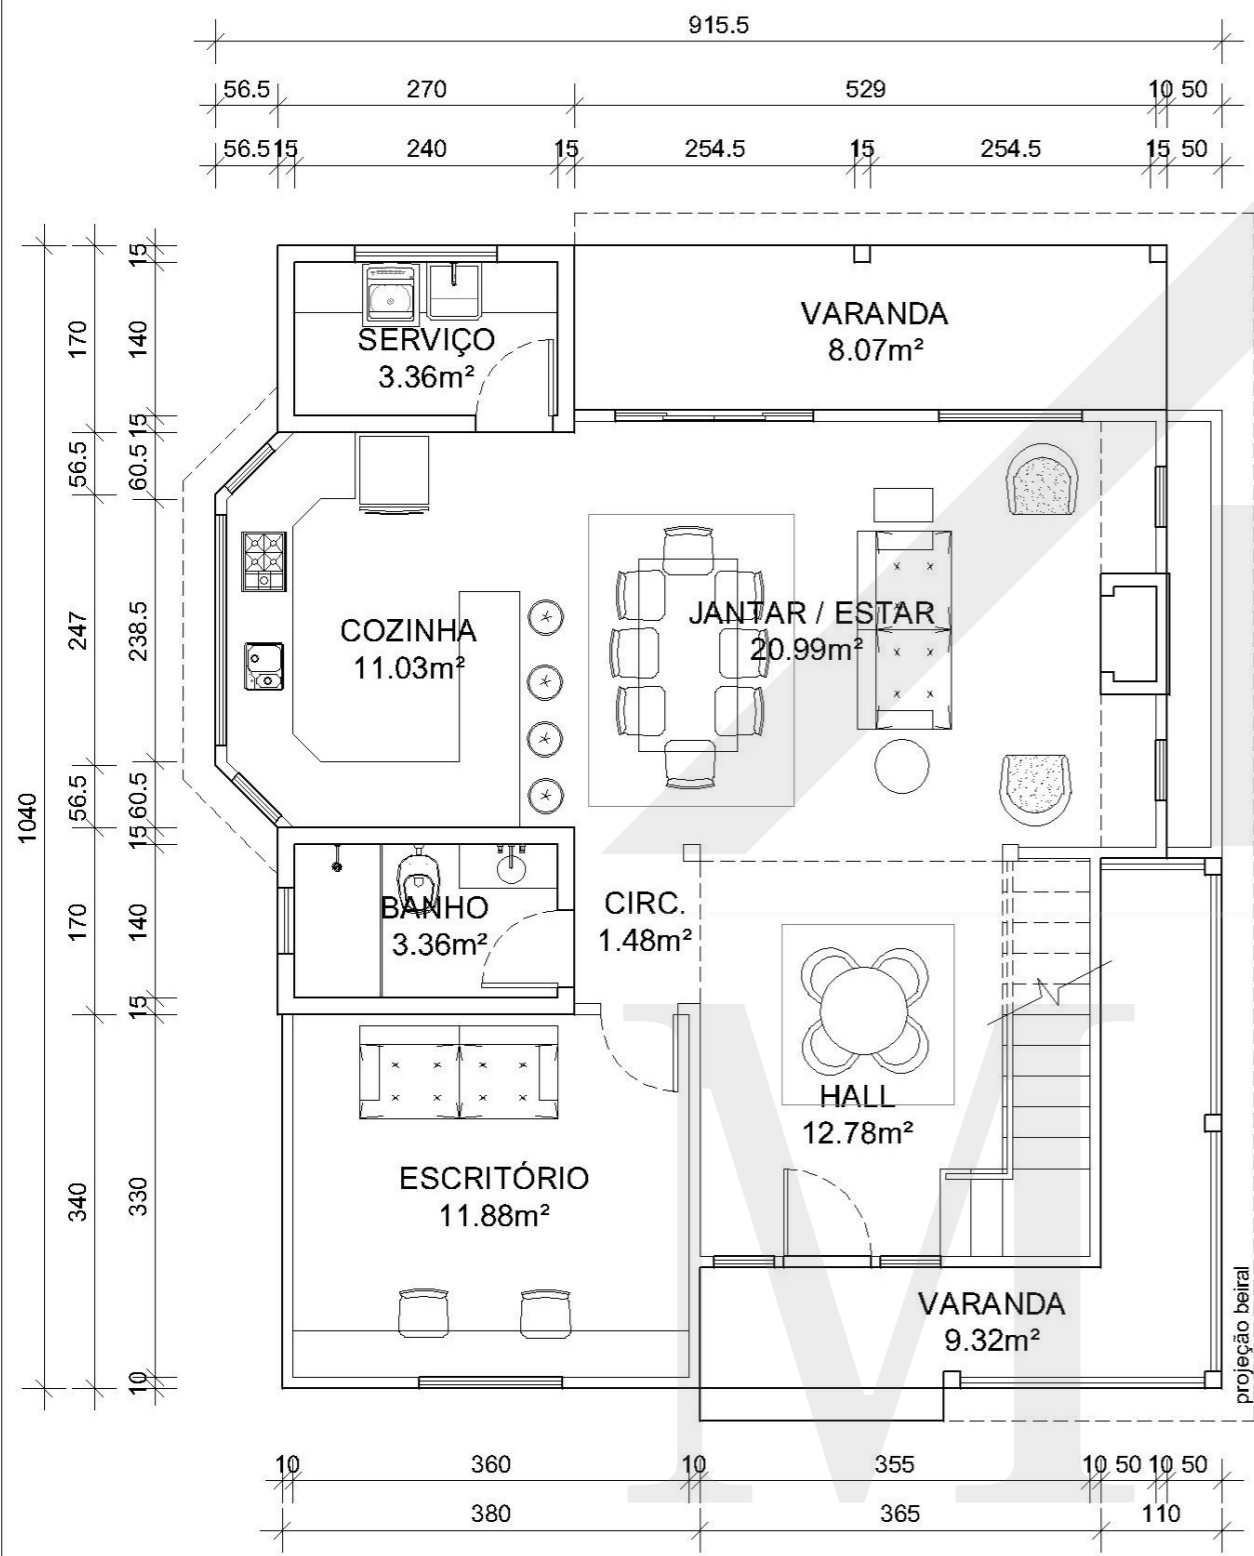 915.5
56.5 270 529 10 50
56.5 15 240 15 254.5 15 254.5 15 50
1040
170 56.5 247 56.5 170 340
15 140 15 60.5 238.5 60.5 15 140 15 330 10
SERVIÇO
3.36m²
VARANDA
8.07m²
COZINHA
11.03m²
JANTAR / ESTAR
20.99m²
BANHO
3.36m²
CIRC.
1.48m²
HALL
12.78m²
ESCRITÓRIO
11.88m²
VARANDA
9.32m²
projeção beiral
10 360 10 355 10 50 10 50
380 365 110
M